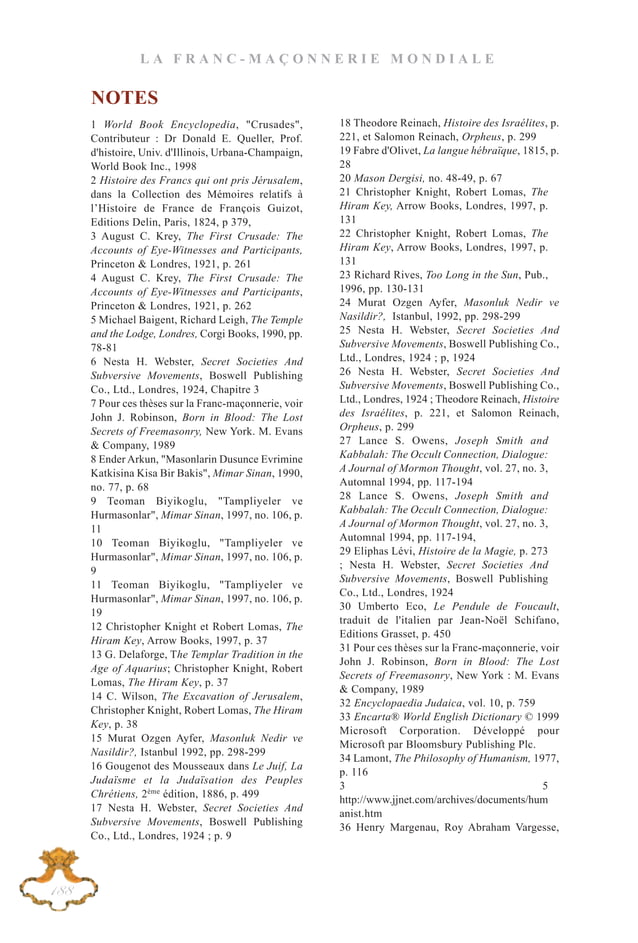 LA FRANC-MAÇONNERIE MONDIALE
NOTES
1 World Book Encyclopedia, "Crusades",
Contributeur : Dr Donald E. Queller, Prof.
d'histoire, Univ. d'Illinois, Urbana-Champaign,
World Book Inc., 1998
2 Histoire des Francs qui ont pris Jérusalem,
dans la Collection des Mémoires relatifs à
l’Histoire de France de François Guizot,
Editions Delin, Paris, 1824, p 379,
3 August C. Krey, The First Crusade: The
Accounts of Eye-Witnesses and Participants,
Princeton & Londres, 1921, p. 261
4 August C. Krey, The First Crusade: The
Accounts of Eye-Witnesses and Participants,
Princeton & Londres, 1921, p. 262
5 Michael Baigent, Richard Leigh, The Temple
and the Lodge, Londres, Corgi Books, 1990, pp.
78-81
6 Nesta H. Webster, Secret Societies And
Subversive Movements, Boswell Publishing
Co., Ltd., Londres, 1924, Chapitre 3
7 Pour ces thèses sur la Franc-maçonnerie, voir
John J. Robinson, Born in Blood: The Lost
Secrets of Freemasonry, New York. M. Evans
& Company, 1989
8 Ender Arkun, "Masonlarin Dusunce Evrimine
Katkisina Kisa Bir Bakis", Mimar Sinan, 1990,
no. 77, p. 68
9 Teoman Biyikoglu, "Tampliyeler ve
Hurmasonlar", Mimar Sinan, 1997, no. 106, p.
11
10 Teoman Biyikoglu, "Tampliyeler ve
Hurmasonlar", Mimar Sinan, 1997, no. 106, p.
9
11 Teoman Biyikoglu, "Tampliyeler ve
Hurmasonlar", Mimar Sinan, 1997, no. 106, p.
19
12 Christopher Knight et Robert Lomas, The
Hiram Key, Arrow Books, 1997, p. 37
13 G. Delaforge, The Templar Tradition in the
Age of Aquarius; Christopher Knight, Robert
Lomas, The Hiram Key, p. 37
14 C. Wilson, The Excavation of Jerusalem,
Christopher Knight, Robert Lomas, The Hiram
Key, p. 38
15 Murat Ozgen Ayfer, Masonluk Nedir ve
Nasildir?, Istanbul 1992, pp. 298-299
16 Gougenot des Mousseaux dans Le Juif, La
Judaïsme et la Judaïsation des Peuples
Chrétiens, 2ème édition, 1886, p. 499
17 Nesta H. Webster, Secret Societies And
Subversive Movements, Boswell Publishing
Co., Ltd., Londres, 1924 ; p. 9
18 Theodore Reinach, Histoire des Israélites, p.
221, et Salomon Reinach, Orpheus, p. 299
19 Fabre d'Olivet, La langue hébraïque, 1815, p.
28
20 Mason Dergisi, no. 48-49, p. 67
21 Christopher Knight, Robert Lomas, The
Hiram Key, Arrow Books, Londres, 1997, p.
131
22 Christopher Knight, Robert Lomas, The
Hiram Key, Arrow Books, Londres, 1997, p.
131
23 Richard Rives, Too Long in the Sun, Pub.,
1996, pp. 130-131
24 Murat Ozgen Ayfer, Masonluk Nedir ve
Nasildir?, Istanbul, 1992, pp. 298-299
25 Nesta H. Webster, Secret Societies And
Subversive Movements, Boswell Publishing Co.,
Ltd., Londres, 1924 ; p, 1924
26 Nesta H. Webster, Secret Societies And
Subversive Movements, Boswell Publishing Co.,
Ltd., Londres, 1924 ; Theodore Reinach, Histoire
des Israélites, p. 221, et Salomon Reinach,
Orpheus, p. 299
27 Lance S. Owens, Joseph Smith and
Kabbalah: The Occult Connection, Dialogue:
A Journal of Mormon Thought, vol. 27, no. 3,
Automnal 1994, pp. 117-194
28 Lance S. Owens, Joseph Smith and
Kabbalah: The Occult Connection, Dialogue:
A Journal of Mormon Thought, vol. 27, no. 3,
Automnal 1994, pp. 117-194,
29 Eliphas Lévi, Histoire de la Magie, p. 273
; Nesta H. Webster, Secret Societies And
Subversive Movements, Boswell Publishing
Co., Ltd., Londres, 1924
30 Umberto Eco, Le Pendule de Foucault,
traduit de l'italien par Jean-Noël Schifano,
Editions Grasset, p. 450
31 Pour ces thèses sur la Franc-maçonnerie, voir
John J. Robinson, Born in Blood: The Lost
Secrets of Freemasonry, New York : M. Evans
& Company, 1989
32 Encyclopaedia Judaica, vol. 10, p. 759
33 Encarta® World English Dictionary © 1999
Microsoft Corporation. Développé pour
Microsoft par Bloomsbury Publishing Plc.
34 Lamont, The Philosophy of Humanism, 1977,
p. 116
3 5
http://www.jjnet.com/archives/documents/hum
anist.htm
36 Henry Margenau, Roy Abraham Vargesse,
188